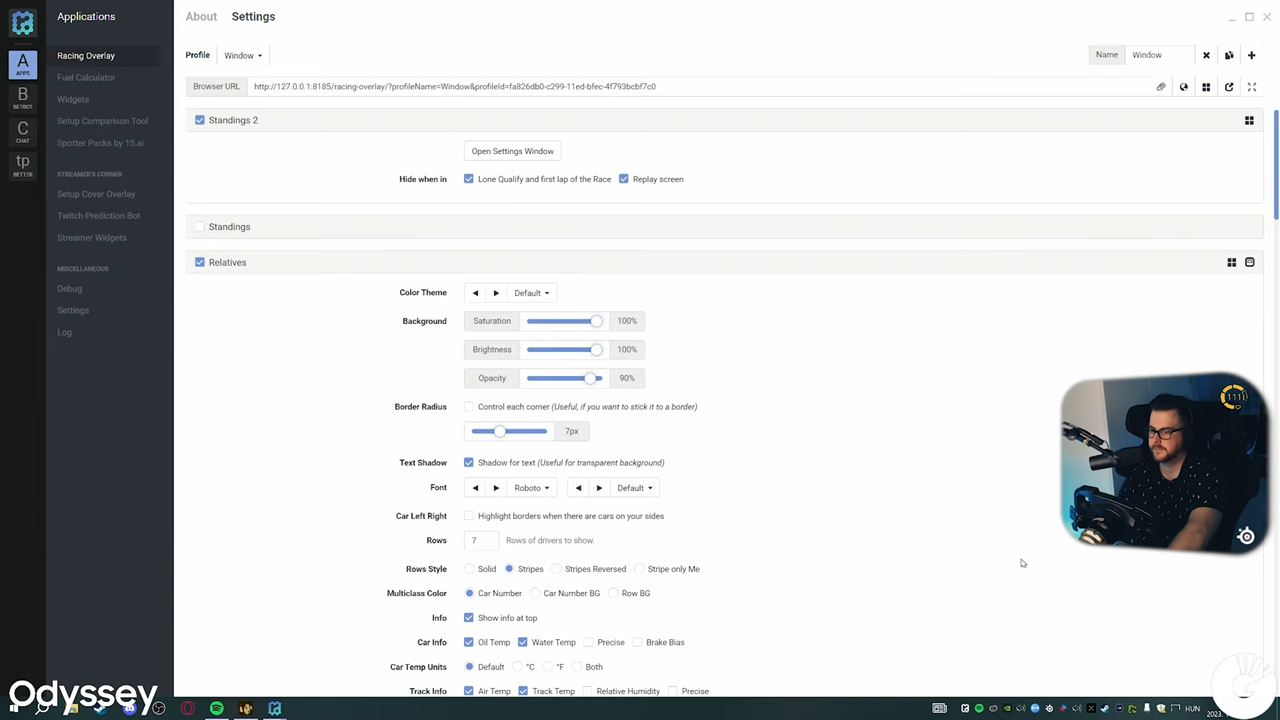 Applications
About Settings
Profile Window Name Window
Browser URL http://127.0.0.1:8185/racing-overlay/?profileName=Window&profileId=fa826db0-c299-11ed-bfec-4f793bcbf7c0
A
APPS
B
BETBOT
C
CHAT
tp
BETTOR
Racing Overlay
Fuel Calculator
Widgets
Setup Comparison Tool
Spotter Packs by 15.ai
STREAMER'S CORNER
Setup Cover Overlay
Twitch Prediction Bot
Streamer Widgets
MISCELLANEOUS
Debug
Settings
Log
Standings 2
Open Settings Window
Hide when in Lone Qualify and first lap of the Race Replay screen
Standings
Relatives
Color Theme Default
Background Saturation 100%
Brightness 100%
Opacity 90%
Border Radius Control each corner (Useful, if you want to stick it to a border)
7px
Text Shadow Shadow for text (Useful for transparent background)
Font Roboto Default
Car Left Right Highlight borders when there are cars on your sides
Rows 7 Rows of drivers to show.
Rows Style Solid Stripes Stripes Reversed Stripe only Me
Multiclass Color Car Number Car Number BG Row BG
Info Show info at top
Car Info Oil Temp Water Temp Precise Brake Bias
Car Temp Units Default °C °F Both
Track Info Air Temp Track Temp Relative Humidity Precise
111
Odyssey
HUN
2023.